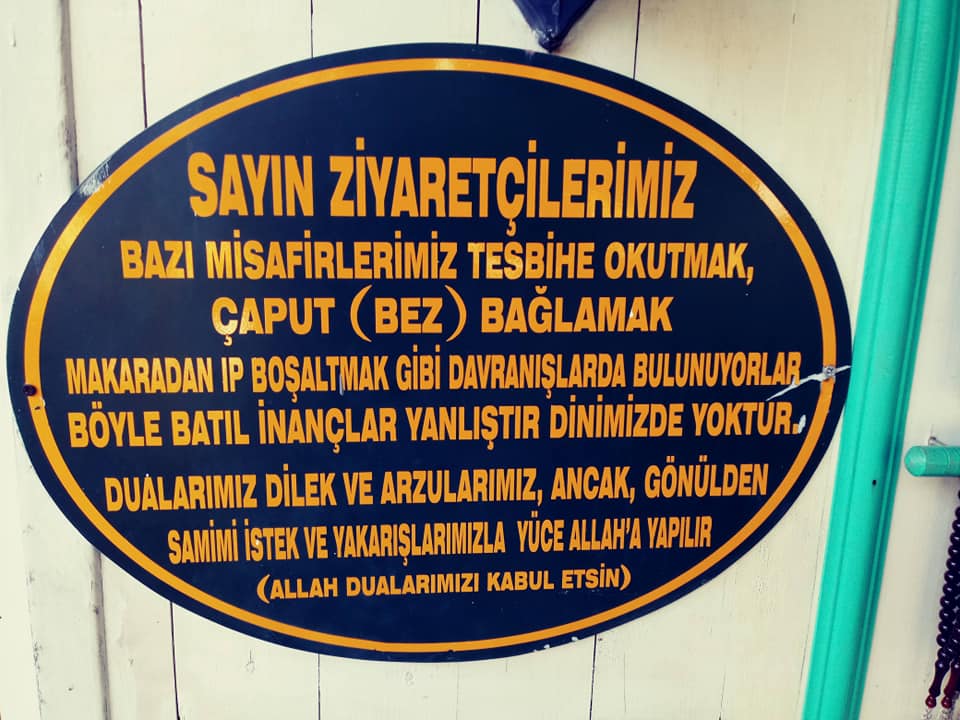 SAYIN ZİYARETÇİLERİMİZ
BAZI MİSAFİRLERİMİZ TESBİHE OKUTMAK,
ÇAPUT (BEZ) BAĞLAMAK
MAKARADAN IP BOŞALTMAK GİBİ DAVRANIŞLARDA BULUNUYORLAR
BÖYLE BATIL İNANÇLAR YANLIŞTIR DİNİMİZDE YOKTUR.
DUALARIMIZ DİLEK VE ARZULARIMIZ, ANCAK, GÖNÜLDEN
SAMİMİ İSTEK VE YAKARIŞLARIMIZLA YÜCE ALLAH'A YAPILIR
(ALLAH DUALARIMIZI KABUL ETSİN)